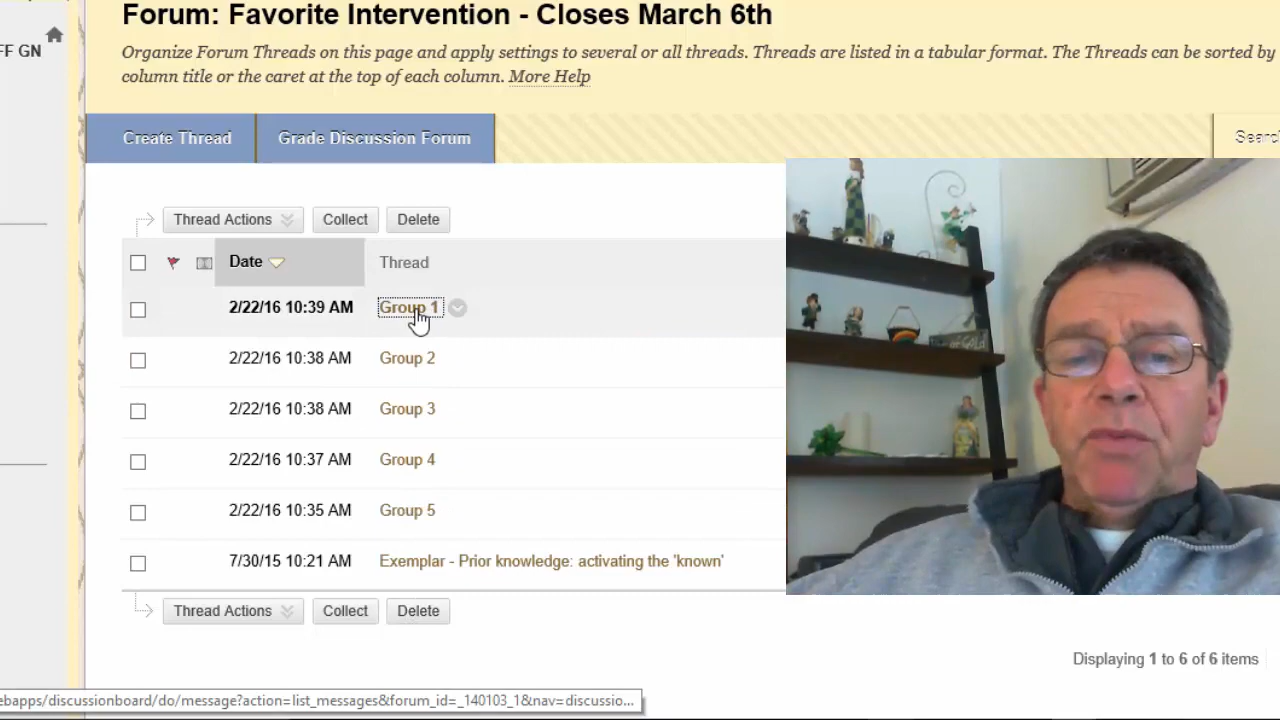 Forum: Favorite Intervention - Closes March 6th
FF GN
Organize Forum Threads on this page and apply settings to several or all threads. Threads are listed in a tabular format. The Threads can be sorted by
column title or the caret at the top of each column. More Help
Create Thread
Grade Discussion Forum
Searc
Thread Actions
Collect
Delete
Date
Thread
2/22/16 10:39 AM Group 1
2/22/16 10:38 AM Group 2
2/22/16 10:38 AM Group 3
2/22/16 10:37 AM Group 4
2/22/16 10:35 AM Group 5
7/30/15 10:21 AM Exemplar - Prior knowledge: activating the 'known'
Thread Actions
Collect
Delete
Displaying 1 to 6 of 6 items
ebapps/discussionboard/do/message?action=list_messages&forum_id=_140103_1&nav=discussio...